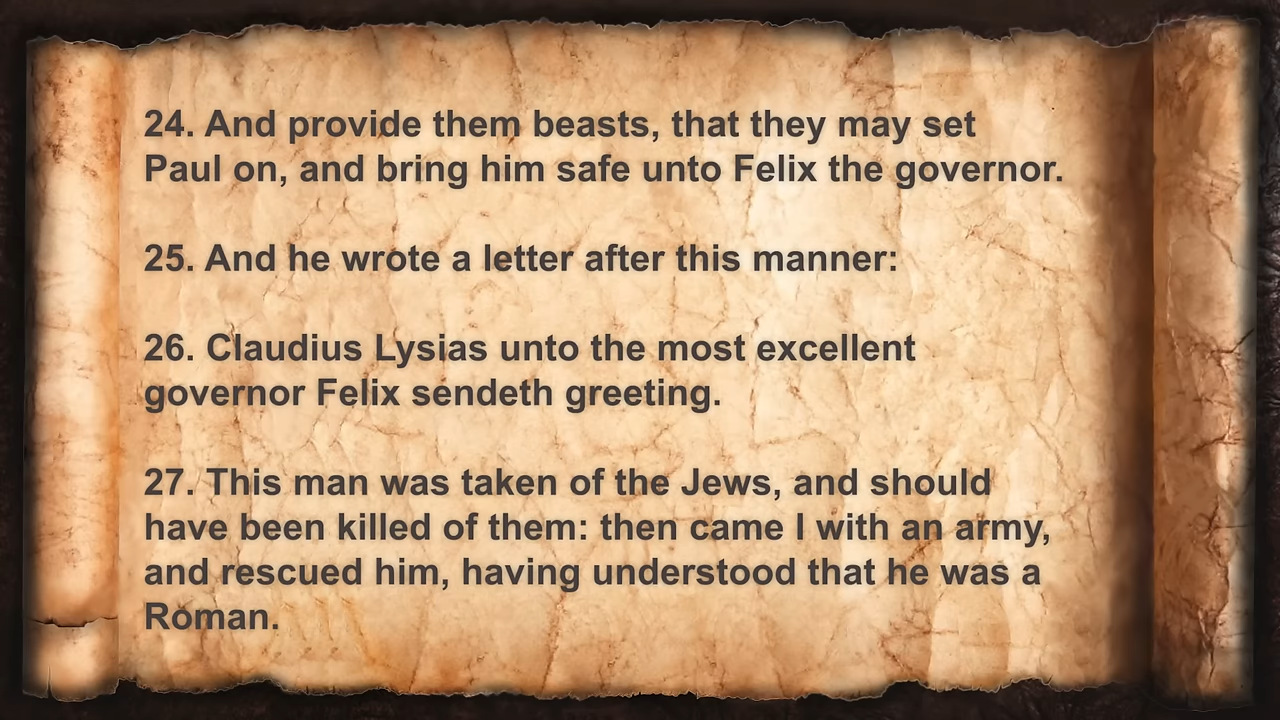 24. And provide them beasts, that they may set
Paul on, and bring him safe unto Felix the governor.
25. And he wrote a letter after this manner:
26. Claudius Lysias unto the most excellent
governor Felix sendeth greeting.
27. This man was taken of the Jews, and should
have been killed of them: then came I with an army,
and rescued him, having understood that he was a
Roman.